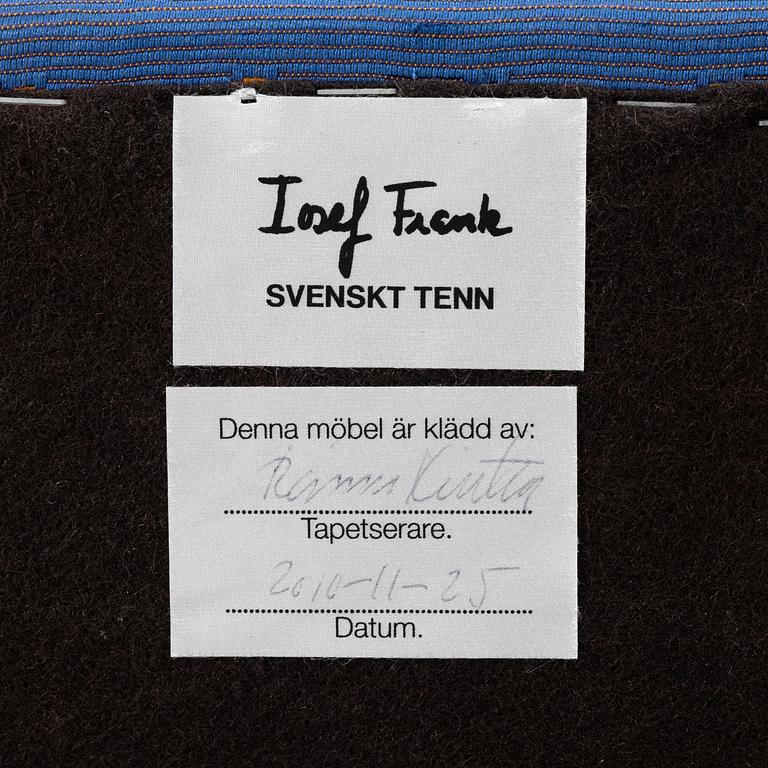 Josef Frank
SVENSKT TENN
Denna möbel är klädd av:
Tapetserare.
2010-11-25
Datum.